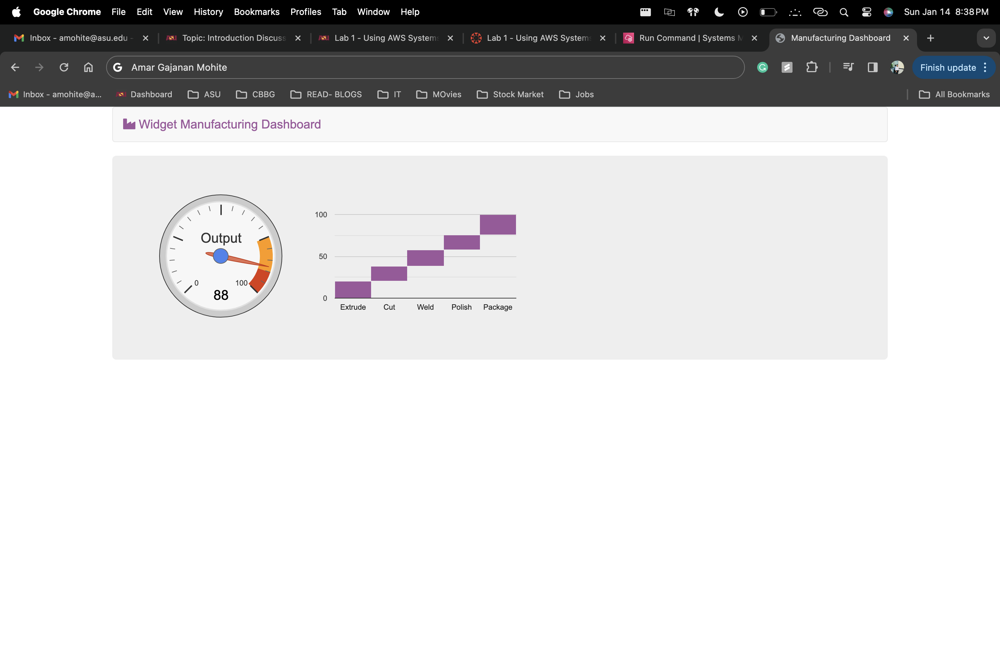 Google Chrome File Edit View History Bookmarks Profiles Tab Window Help Sun Jan 14 8:38 PM
Inbox - amohite@asu.edu - Topic: Introduction Discuss Lab 1 - Using AWS Systems Lab 1 - Using AWS Systems Run Command | Systems M Manufacturing Dashboard
Amar Gajanan Mohite Finish update
Inbox - amohite@a... Dashboard ASU CBBG READ- BLOGS IT MOvies Stock Market Jobs All Bookmarks
Widget Manufacturing Dashboard
Output
0 100
88
100
50
0
Extrude Cut Weld Polish Package